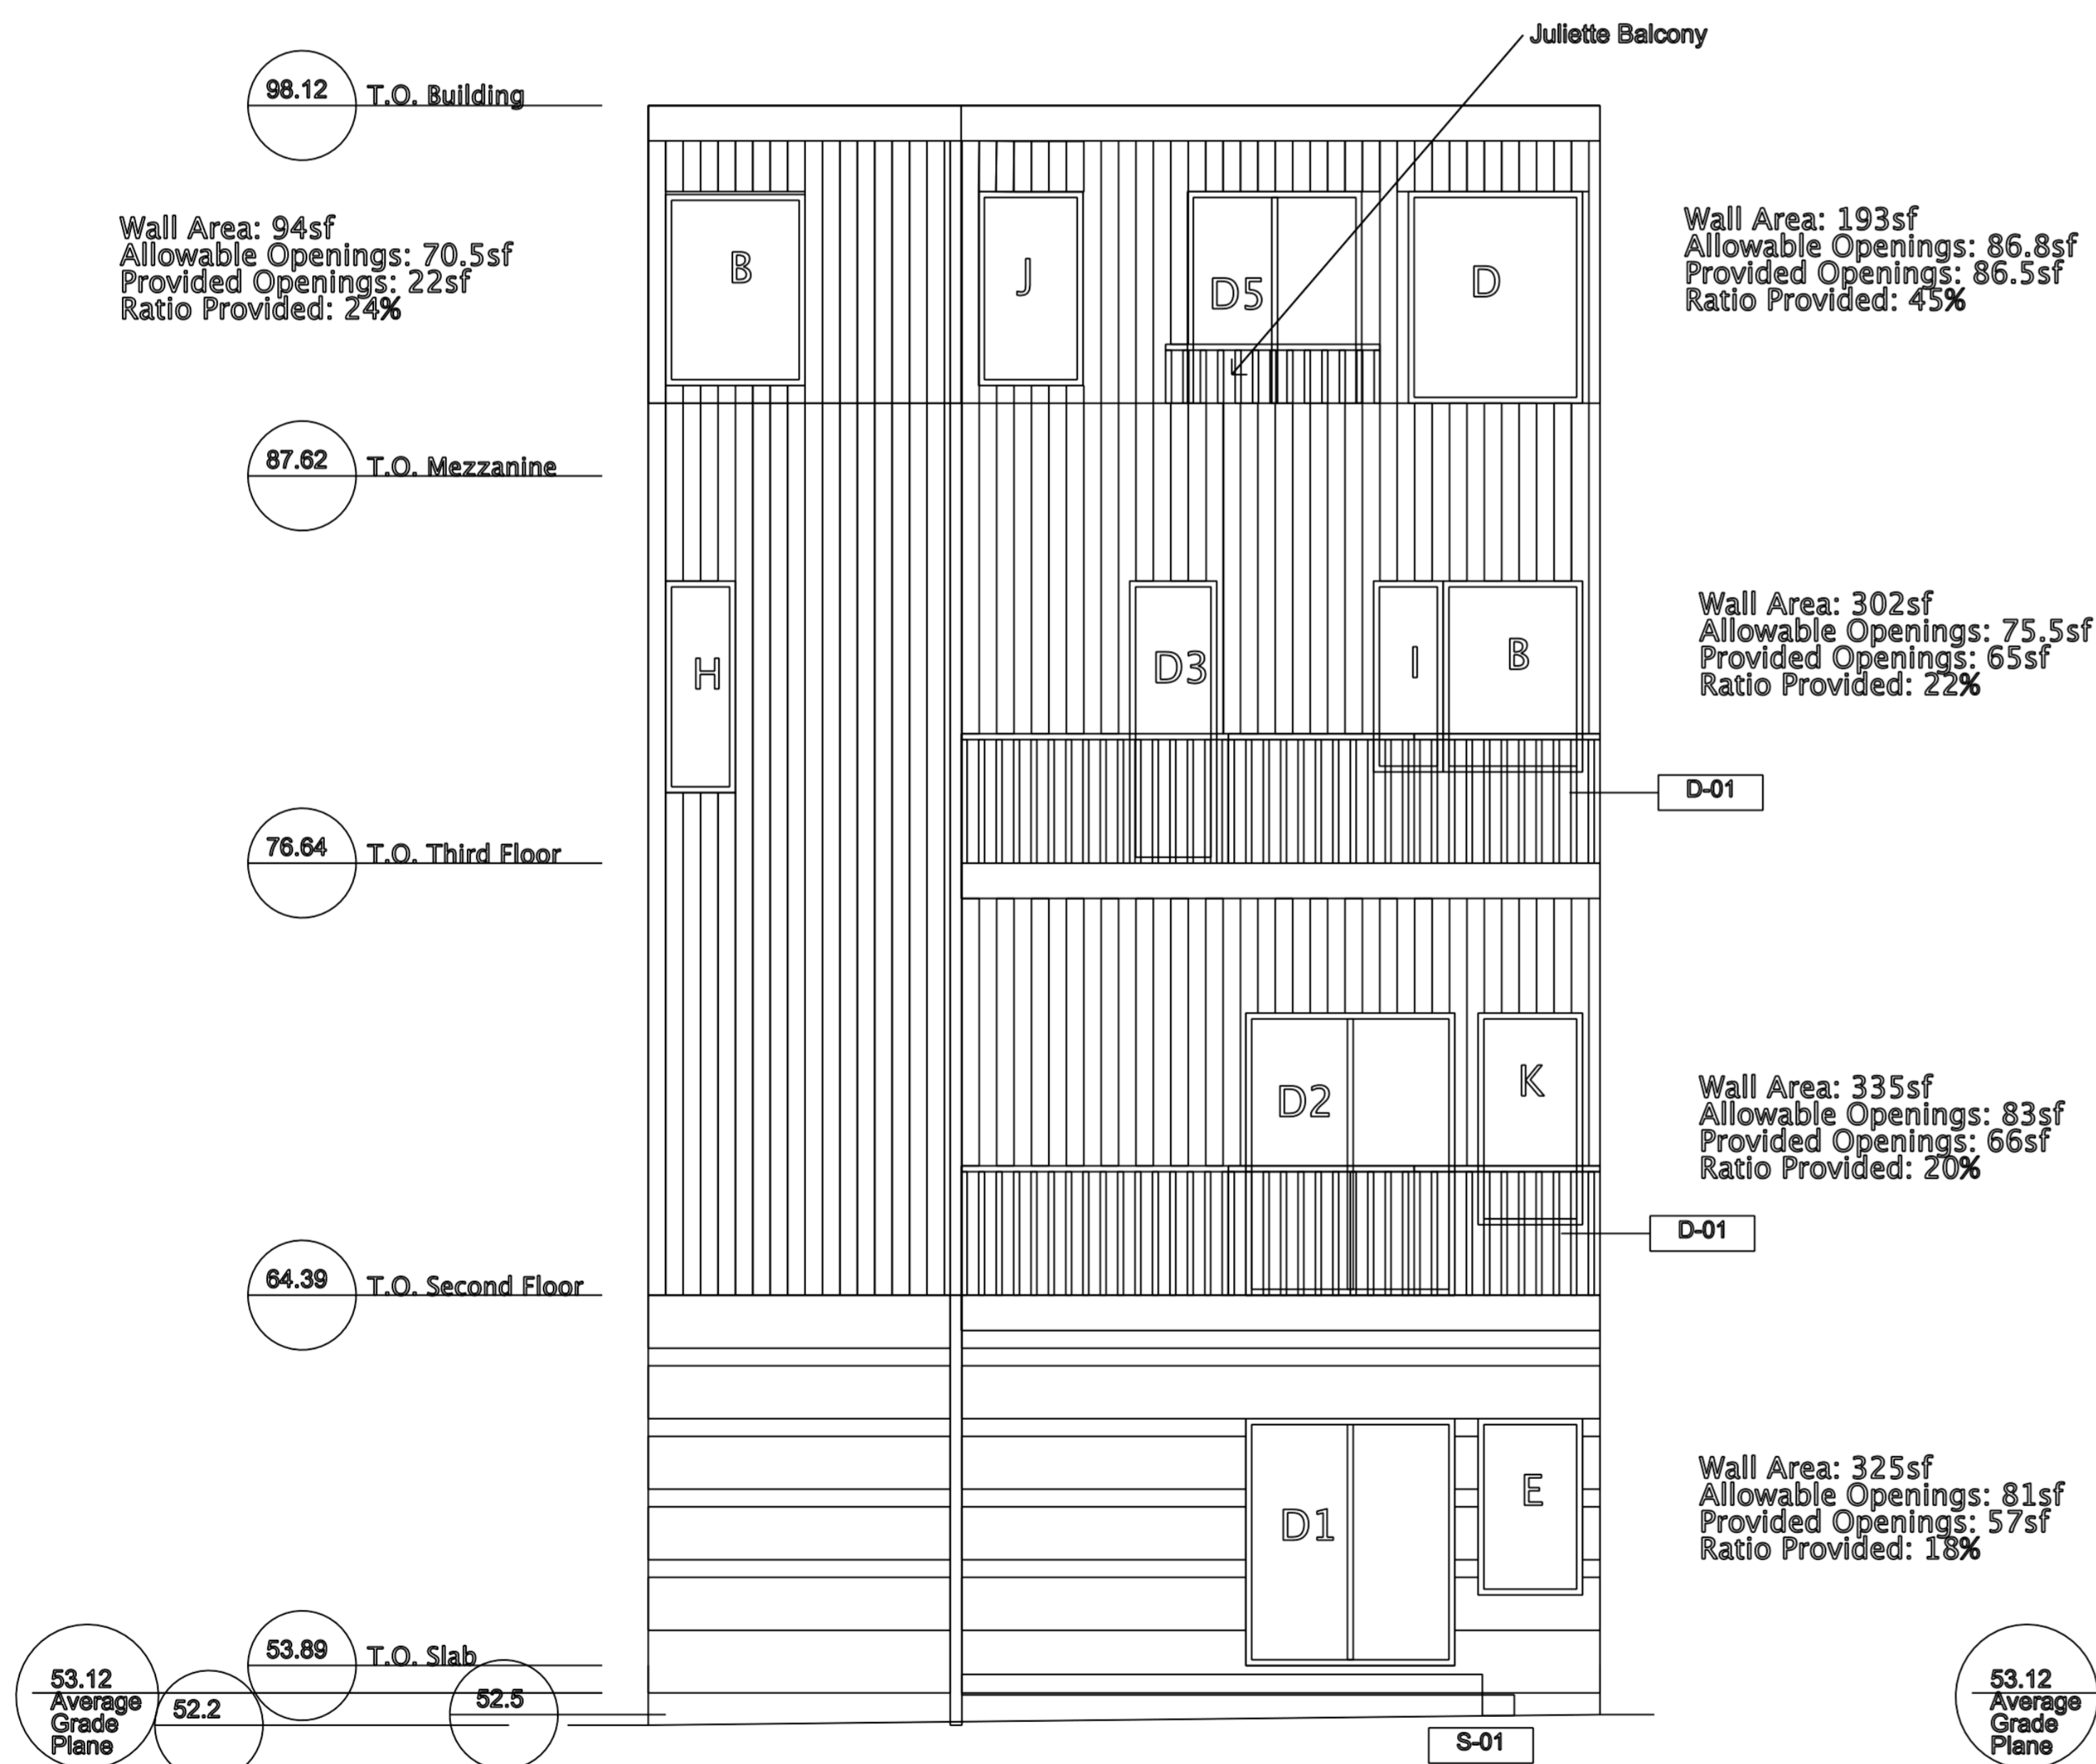 Juliette Balcony
98.12
T.O. Building
Wall Area: 94sf
Allowable Openings: 70.5sf
Provided Openings: 22sf
Ratio Provided: 24%
B
J
D5
D
Wall Area: 193sf
Allowable Openings: 86.8sf
Provided Openings: 86.5sf
Ratio Provided: 45%
87.62
T.O. Mezzanine
H
D3
I
B
Wall Area: 302sf
Allowable Openings: 75.5sf
Provided Openings: 65sf
Ratio Provided: 22%
D-01
76.64
T.O. Third Floor
D2
K
Wall Area: 335sf
Allowable Openings: 83sf
Provided Openings: 66sf
Ratio Provided: 20%
D-01
64.39
T.O. Second Floor
D1
E
Wall Area: 325sf
Allowable Openings: 81sf
Provided Openings: 57sf
Ratio Provided: 18%
53.89
T.O. Slab
53.12
Average
Grade
Plane
52.2
52.5
S-01
53.12
Average
Grade
Plane